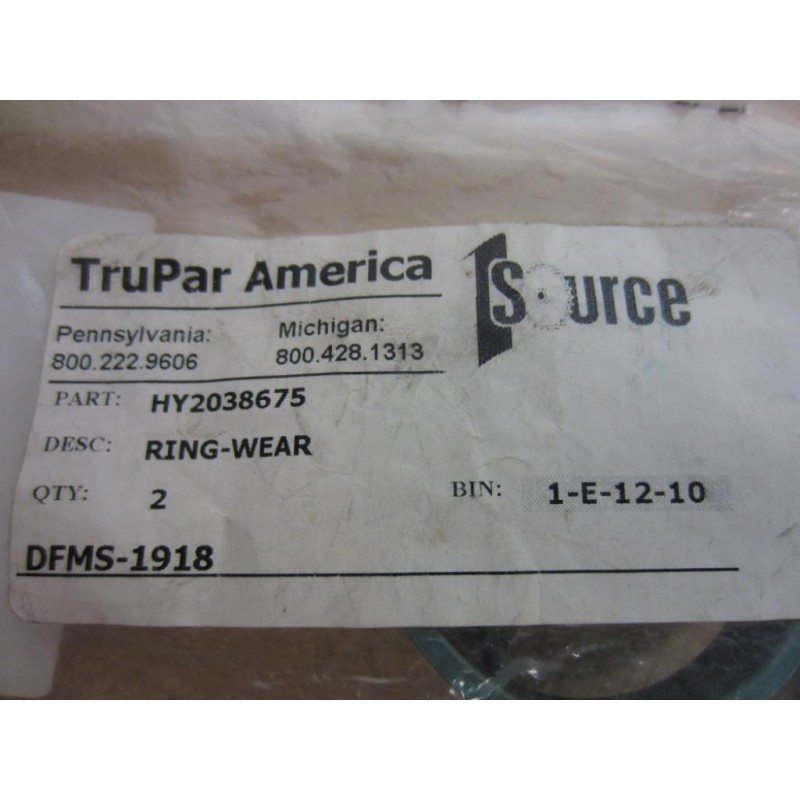 TruPar America
Source
Pennsylvania: Michigan:
800.222.9606 800.428.1313
PART: HY2038675
DESC: RING-WEAR
QTY: 2 BIN: 1-E-12-10
DFMS-1918